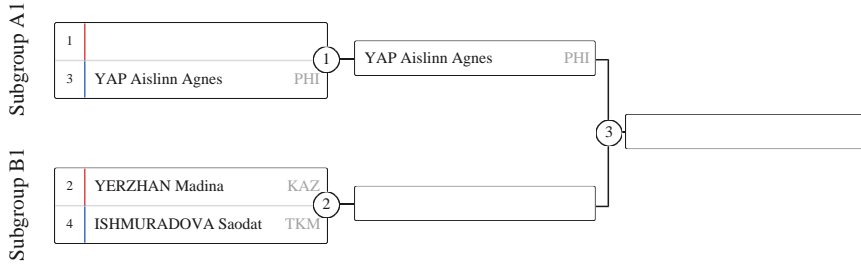 Subgroup A1
1
3 YAP Aislinn Agnes PHI
1
YAP Aislinn Agnes PHI
3
Subgroup B1
2 YERZHAN Madina KAZ
4 ISHMURADOVA Saodat TKM
2